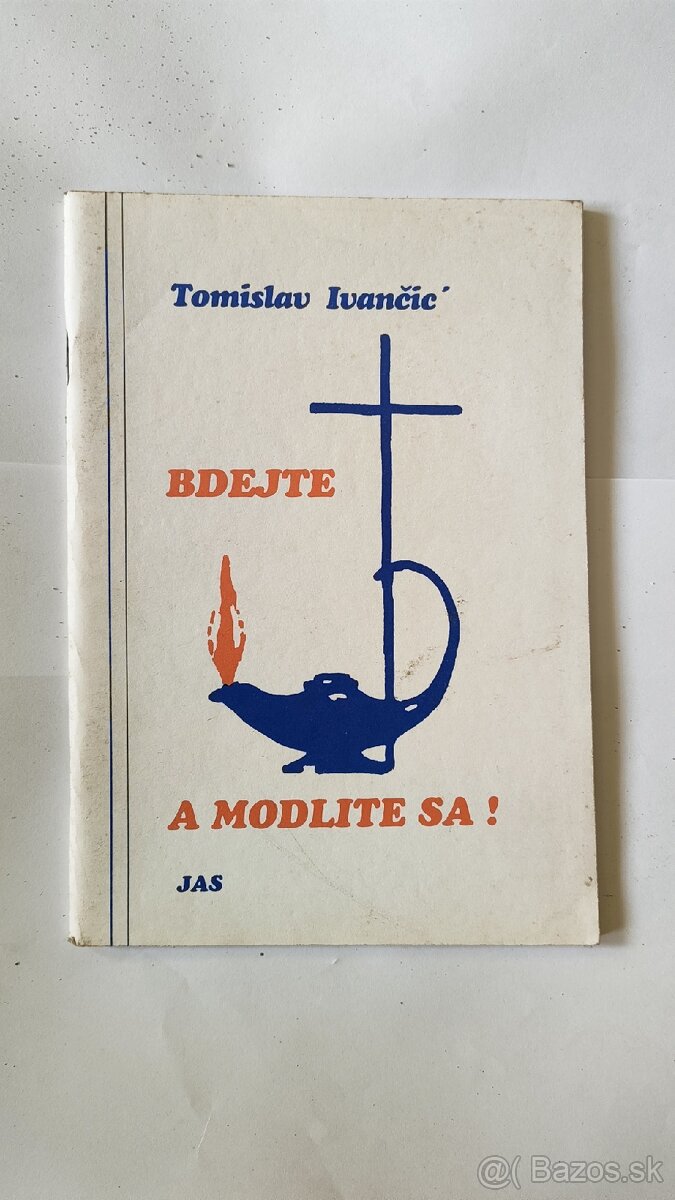 Tomislav Ivančic´
BDEJTE
A MODLITE SA !
JAS
@( Bazos.sk